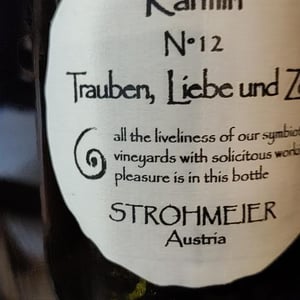 Karmin
N°12
Trauben, Liebe und
all the liveliness of our
vineyards with solicitous
pleasure is in this bottle
STROHMEIER
Austria